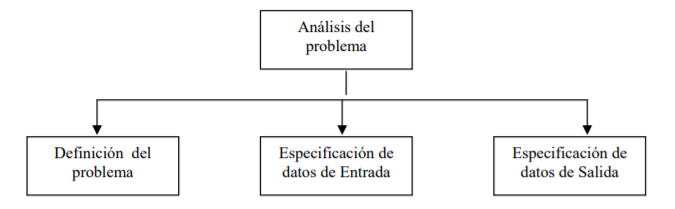 Análisis del
problema
Definición del
problema
Especificación de
datos de Entrada
Especificación de
datos de Salida